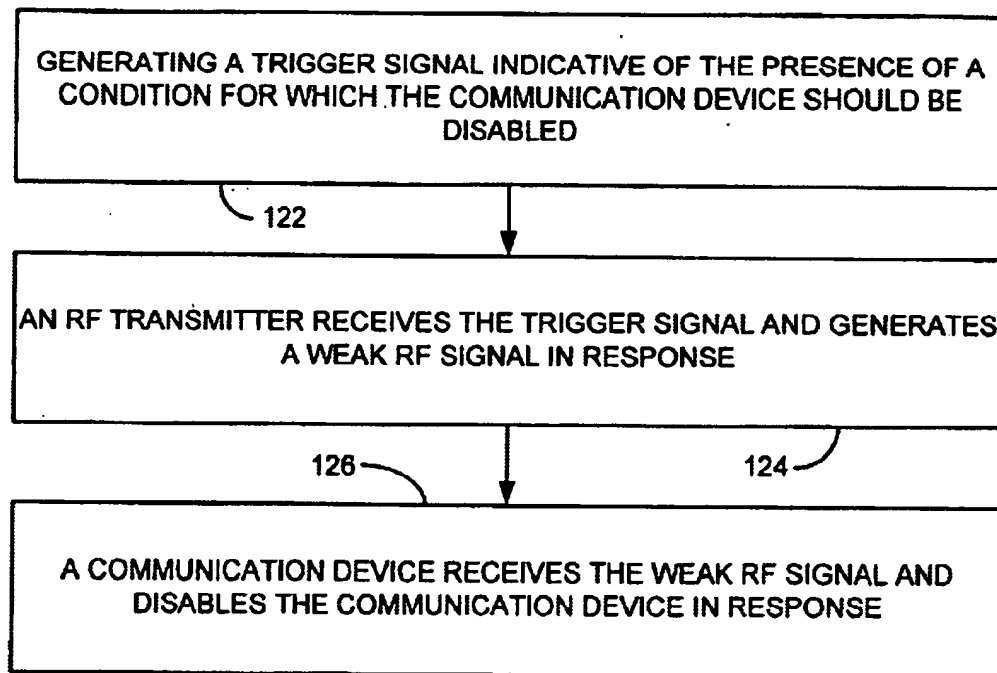 GENERATING A TRIGGER SIGNAL INDICATIVE OF THE PRESENCE OF A
CONDITION FOR WHICH THE COMMUNICATION DEVICE SHOULD BE
DISABLED
122
AN RF TRANSMITTER RECEIVES THE TRIGGER SIGNAL AND GENERATES
A WEAK RF SIGNAL IN RESPONSE
126
124
A COMMUNICATION DEVICE RECEIVES THE WEAK RF SIGNAL AND
DISABLES THE COMMUNICATION DEVICE IN RESPONSE